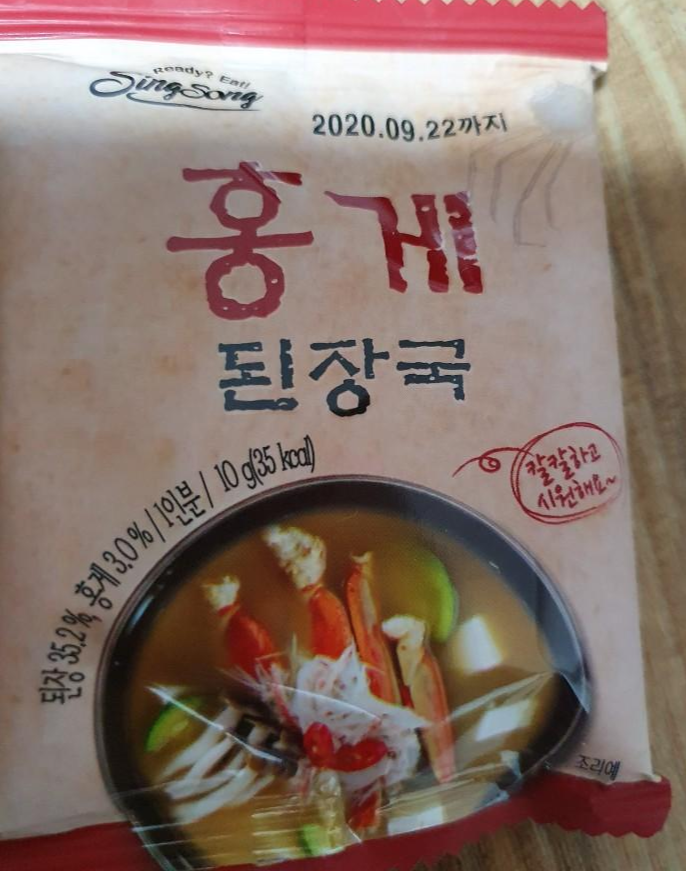 Ready? Eat!
SingSong
2020.09.22까지
홍게
된장국
된장 35.2%, 홍게 3.0% / 1인분 / 10 g(35 kcal)
칼칼하고
시원해요~
조리예